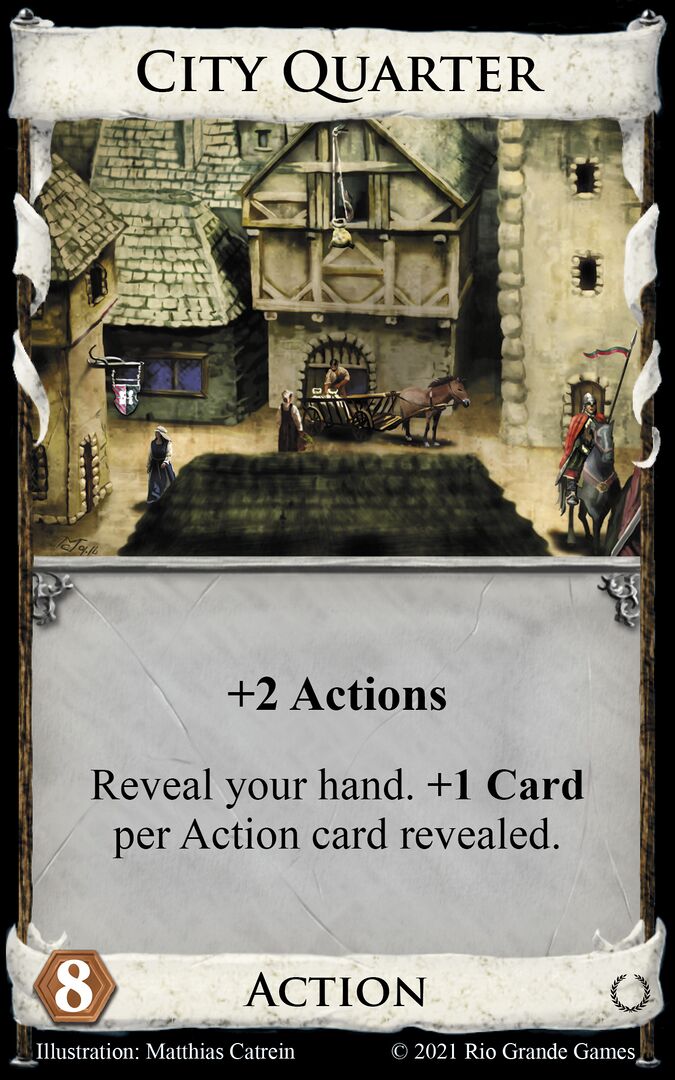 CITY QUARTER
+2 Actions
Reveal your hand. +1 Card
per Action card revealed.
8
ACTION
Illustration: Matthias Catrein
© 2021 Rio Grande Games